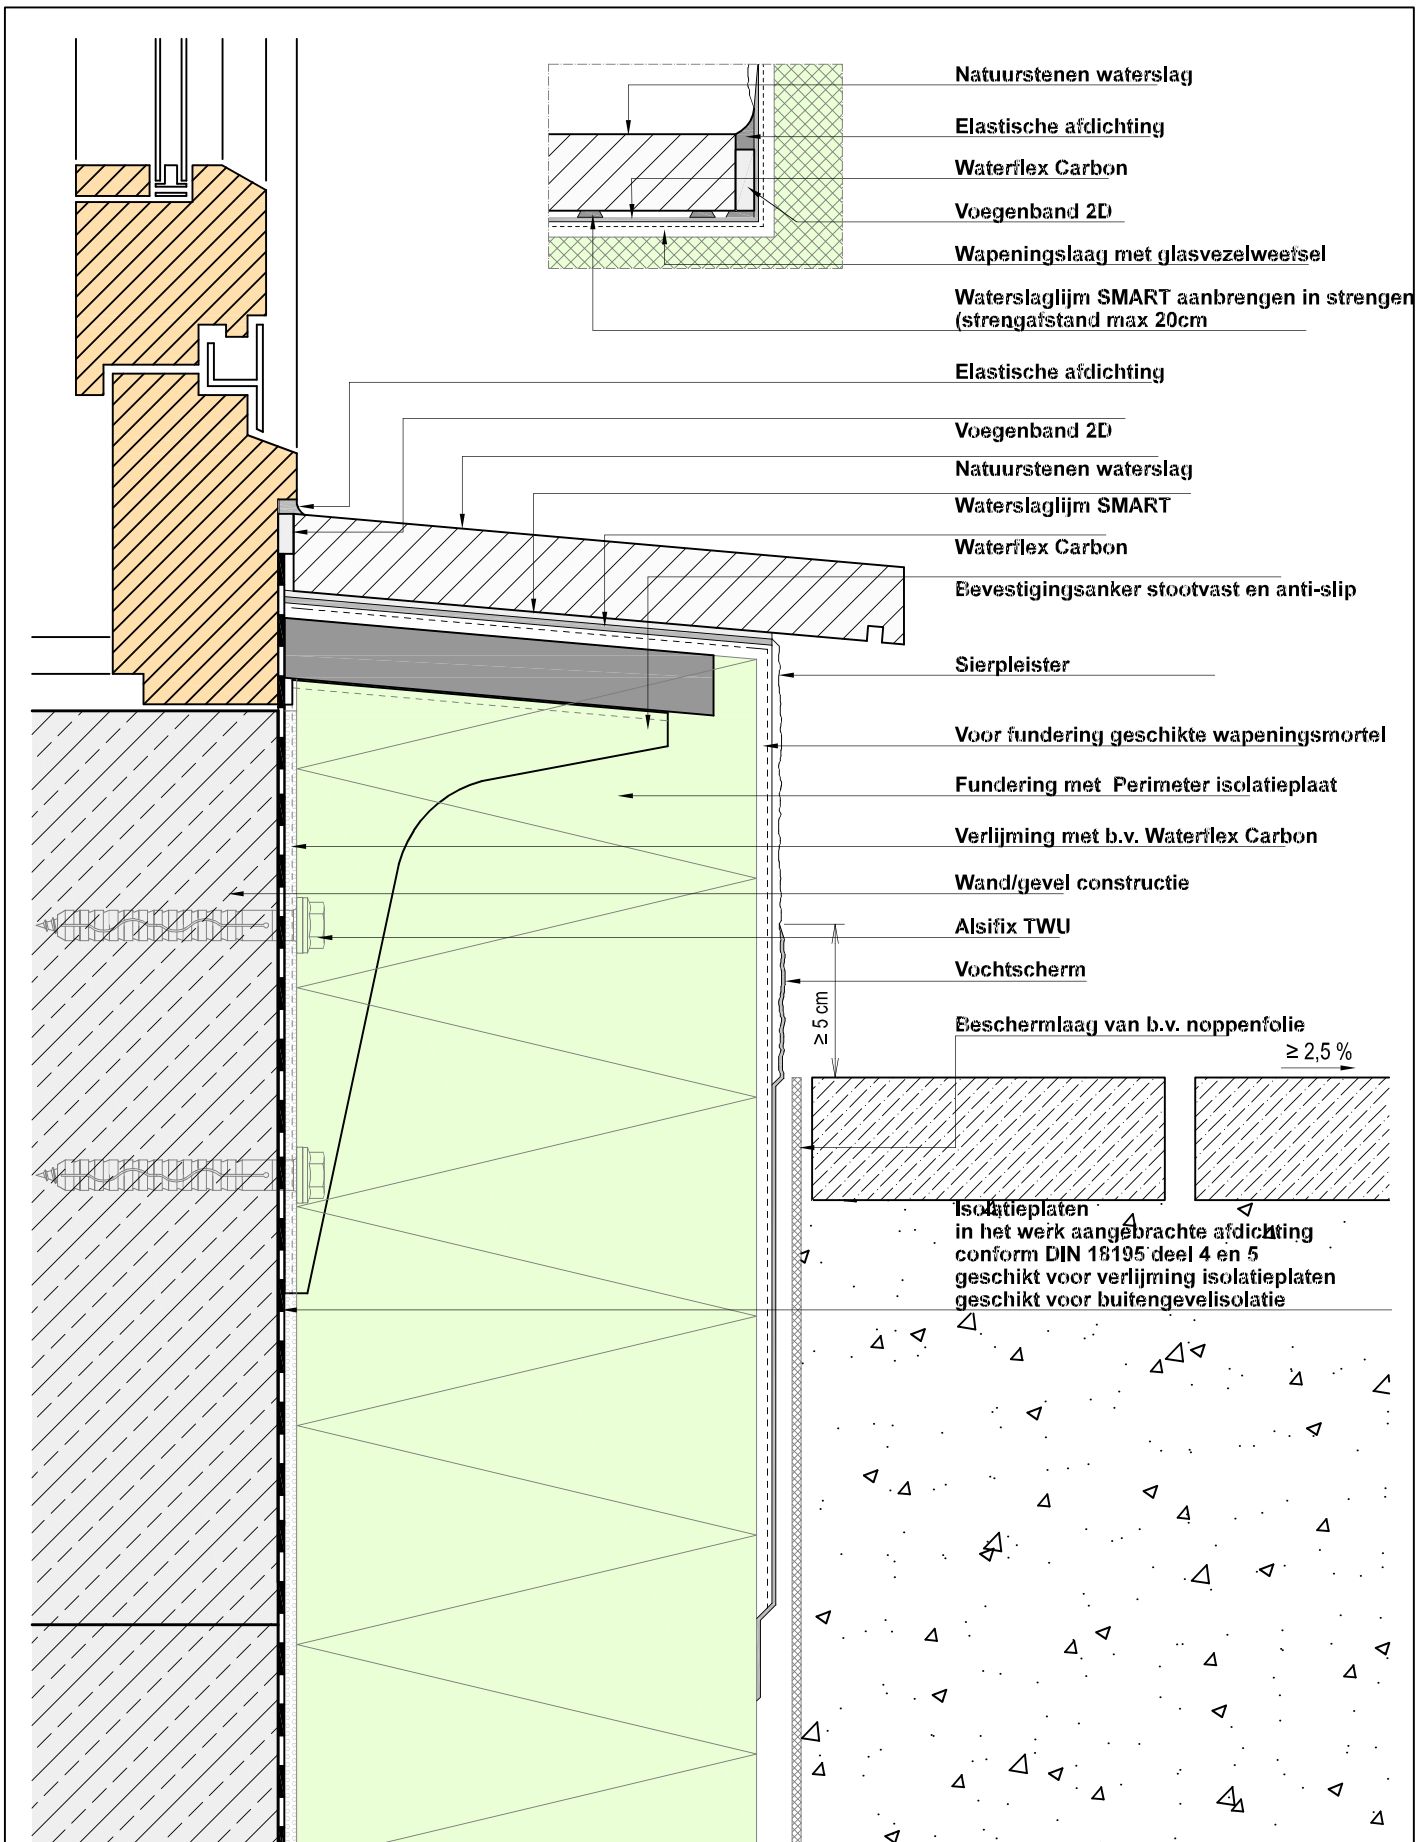 Natuurstenen waterslag
Elastische afdichting
Waterflex Carbon
Voegenband 2D
Wapeningslaag met glasvezelweefsel
Waterslaglijm SMART aanbrengen in strengen
(strengafstand max 20cm
Elastische afdichting
Voegenband 2D
Natuurstenen waterslag
Waterslaglijm SMART
Waterflex Carbon
Bevestigingsanker stootvast en anti-slip
Sierpleister
Voor fundering geschikte wapeningsmortel
Fundering met Perimeter isolatieplaat
Verlijming met b.v. Waterflex Carbon
Wand/gevel constructie
Alsifix TWU
Vochtscherm
≥ 5 cm
Beschermlaag van b.v. noppenfolie
≥ 2,5 %
Isolatieplaten
in het werk aangebrachte afdichting
conform DIN 18195 deel 4 en 5
geschikt voor verlijming isolatieplaten
geschikt voor buitengevelisolatie